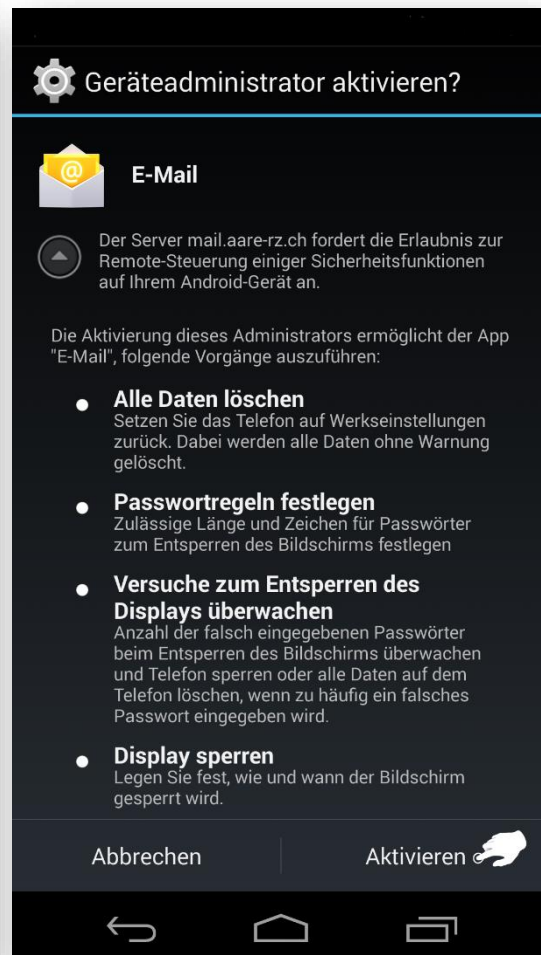 Geräteadministrator aktivieren?
E-Mail
Der Server mail.aare-rz.ch fordert die Erlaubnis zur
Remote-Steuerung einiger Sicherheitsfunktionen
auf Ihrem Android-Gerät an.
Die Aktivierung dieses Administrators ermöglicht der App
"E-Mail", folgende Vorgänge auszuführen:
● Alle Daten löschen
Setzen Sie das Telefon auf Werkseinstellungen
zurück. Dabei werden alle Daten ohne Warnung
gelöscht.
● Passwortregeln festlegen
Zulässige Länge und Zeichen für Passwörter
zum Entsperren des Bildschirms festlegen
● Versuche zum Entsperren des
Displays überwachen
Anzahl der falsch eingegebenen Passwörter
beim Entsperren des Bildschirms überwachen
und Telefon sperren oder alle Daten auf dem
Telefon löschen, wenn zu häufig ein falsches
Passwort eingegeben wird.
● Display sperren
Legen Sie fest, wie und wann der Bildschirm
gesperrt wird.
Abbrechen Aktivieren